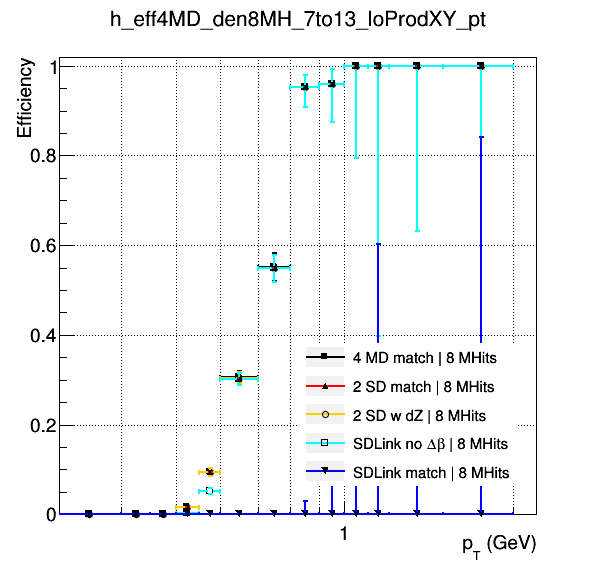 h_eff4MD_den8MH_7to13_loProdXY_pt
Efficiency
1
0.8
0.6
0.4
0.2
0
4 MD match | 8 MHits
2 SD match | 8 MHits
2 SD w dZ | 8 MHits
SDLink no Δβ | 8 MHits
SDLink match | 8 MHits
1
p_T (GeV)